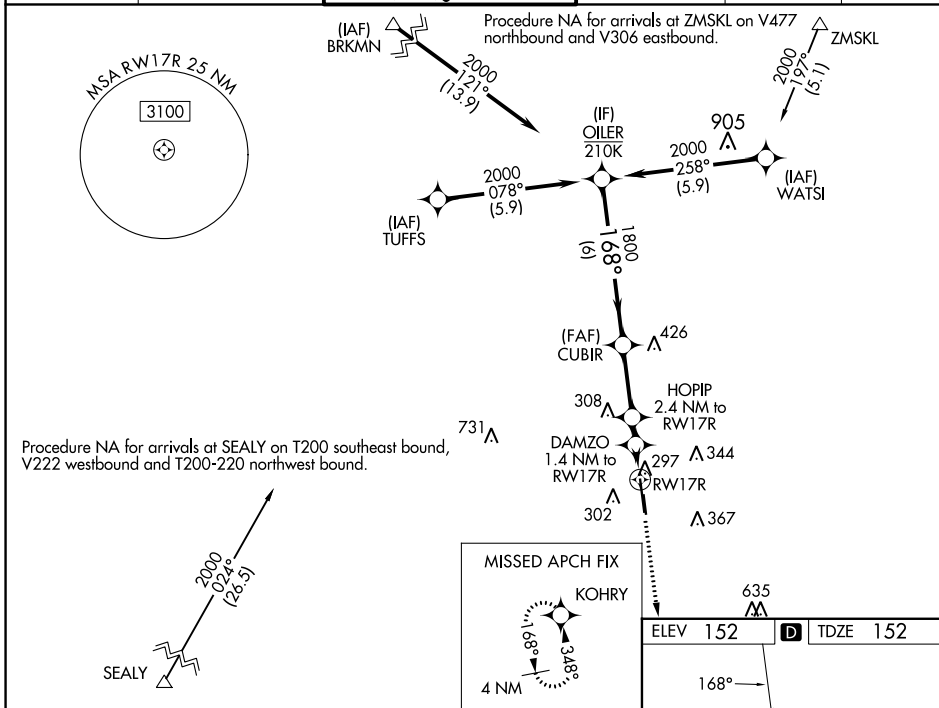 Procedure NA for arrivals at ZMSKL on V477
northbound and V306 eastbound.
(IAF)
BRKMN
ZMSKL
2000
121°
(13.9)
2000
197°
(5.1)
MSA RW17R 25 NM
3100
(IF)
OILER
210K
905
2000
078°
(5.9)
2000
258°
(5.9)
(IAF)
TUFFS
(IAF)
WATSI
1800
168°
(6)
(FAF)
CUBIR
426
HOPIP
2.4 NM to
RW17R
308
731
DAMZO
1.4 NM to
RW17R
344
297
RW17R
302
367
Procedure NA for arrivals at SEALY on T200 southeast bound,
V222 westbound and T200-220 northwest bound.
2000
024°
(26.5)
SEALY
MISSED APCH FIX
KOHRY
168°
348°
4 NM
635
ELEV 152 D TDZE 152
168°